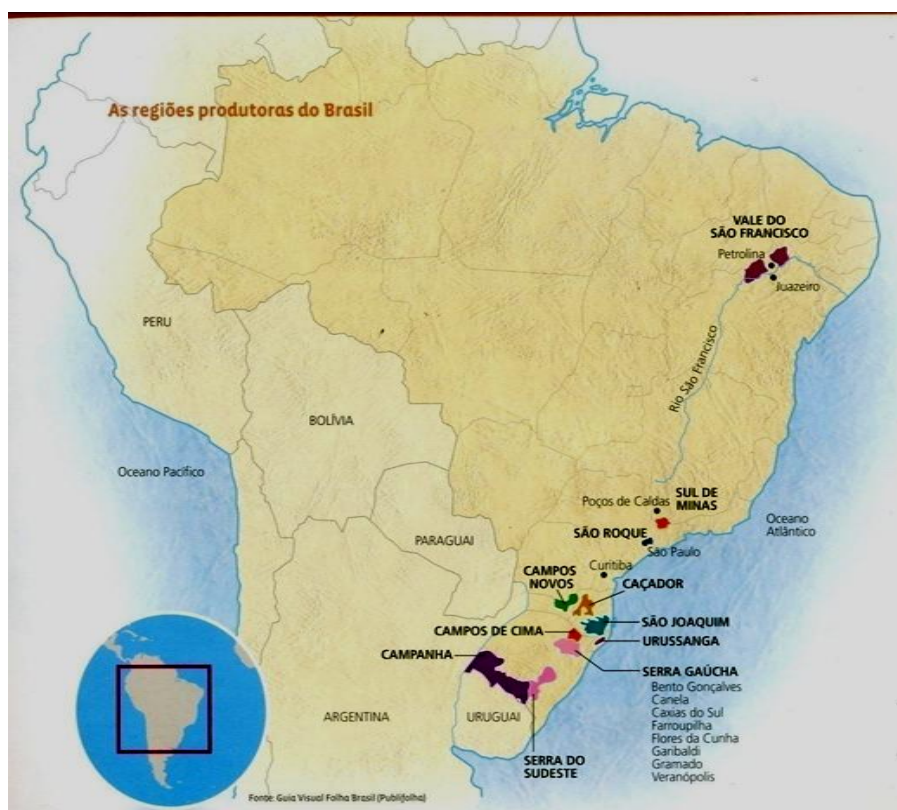 As regiões produtoras do Brasil
VALE DO
SÃO FRANCISCO
Petrolina
Juazeiro
PERU
Rio São Francisco
BOLÍVIA
Oceano Pacífico
Poços de Caldas
SUL DE
MINAS
Oceano
Atlântico
SÃO ROQUE
São Paulo
PARAGUAI
Curitiba
CAMPOS
NOVOS
CAÇADOR
SÃO JOAQUIM
CAMPOS DE CIMA
URUSSANGA
CAMPANHA
SERRA GAÚCHA
Bento Gonçalves
Canela
Caxias do Sul
Farroupilha
Flores da Cunha
Garibaldi
Gramado
Veranópolis
ARGENTINA
URUGUAI
SERRA DO
SUDESTE
Fonte: Guia Visual Folha Brasil (Publifolha)